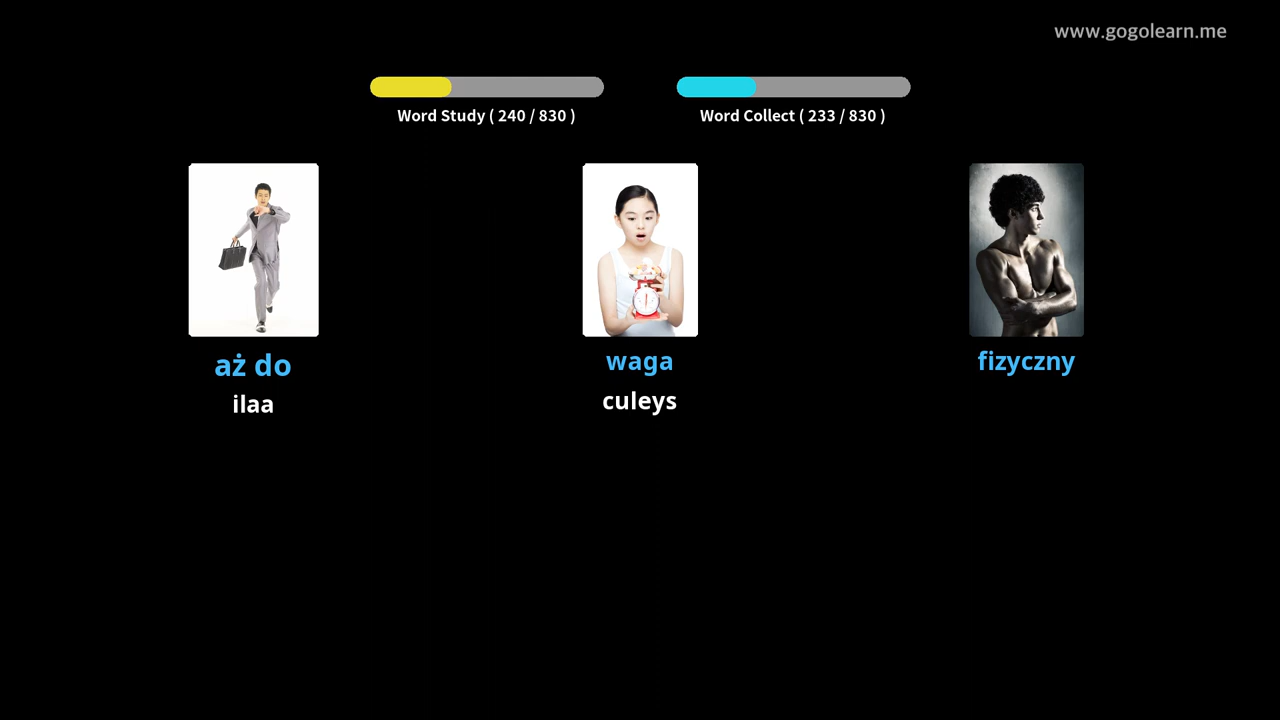 www.gogolearn.me
Word Study ( 240 / 830 )
Word Collect ( 233 / 830 )
aż do
ilaa
waga
culeys
fizyczny